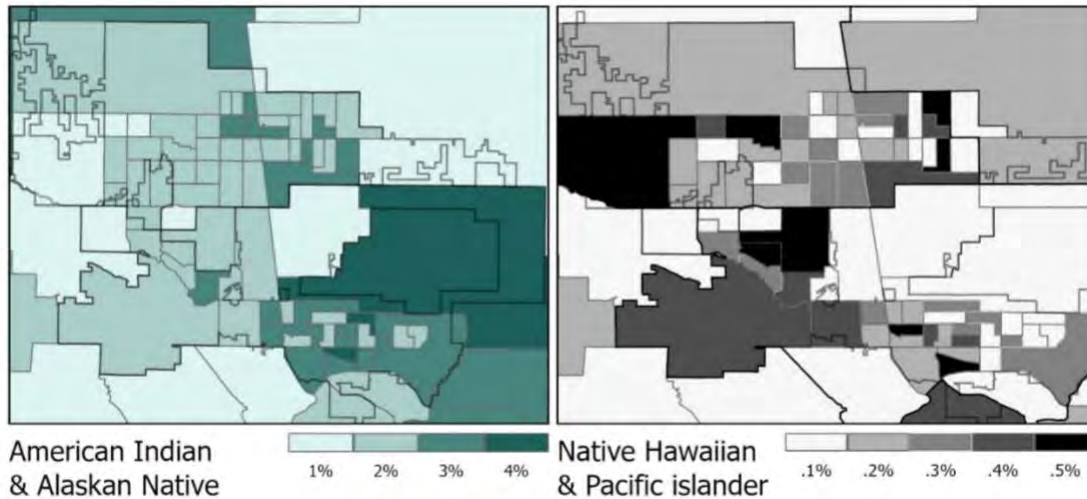 American Indian
& Alaskan Native
1% 2% 3% 4%
Native Hawaiian
& Pacific islander
.1% .2% .3% .4% .5%